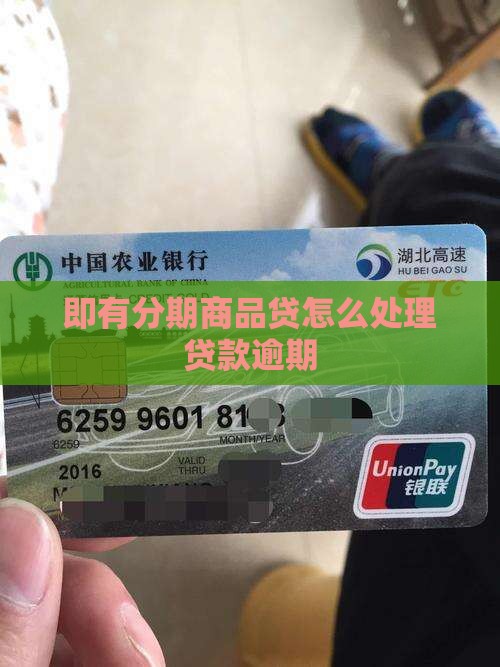 中国农业银行
AGRICULTURAL BANK OF CHINA
湖北高速
HU BEI GAO SU
ETC
即有分期商品贷怎么处理
贷款逾期
6259 9601 81
6259
MONTH/YEAR
2016
VALID
THRU
UnionPay
银联